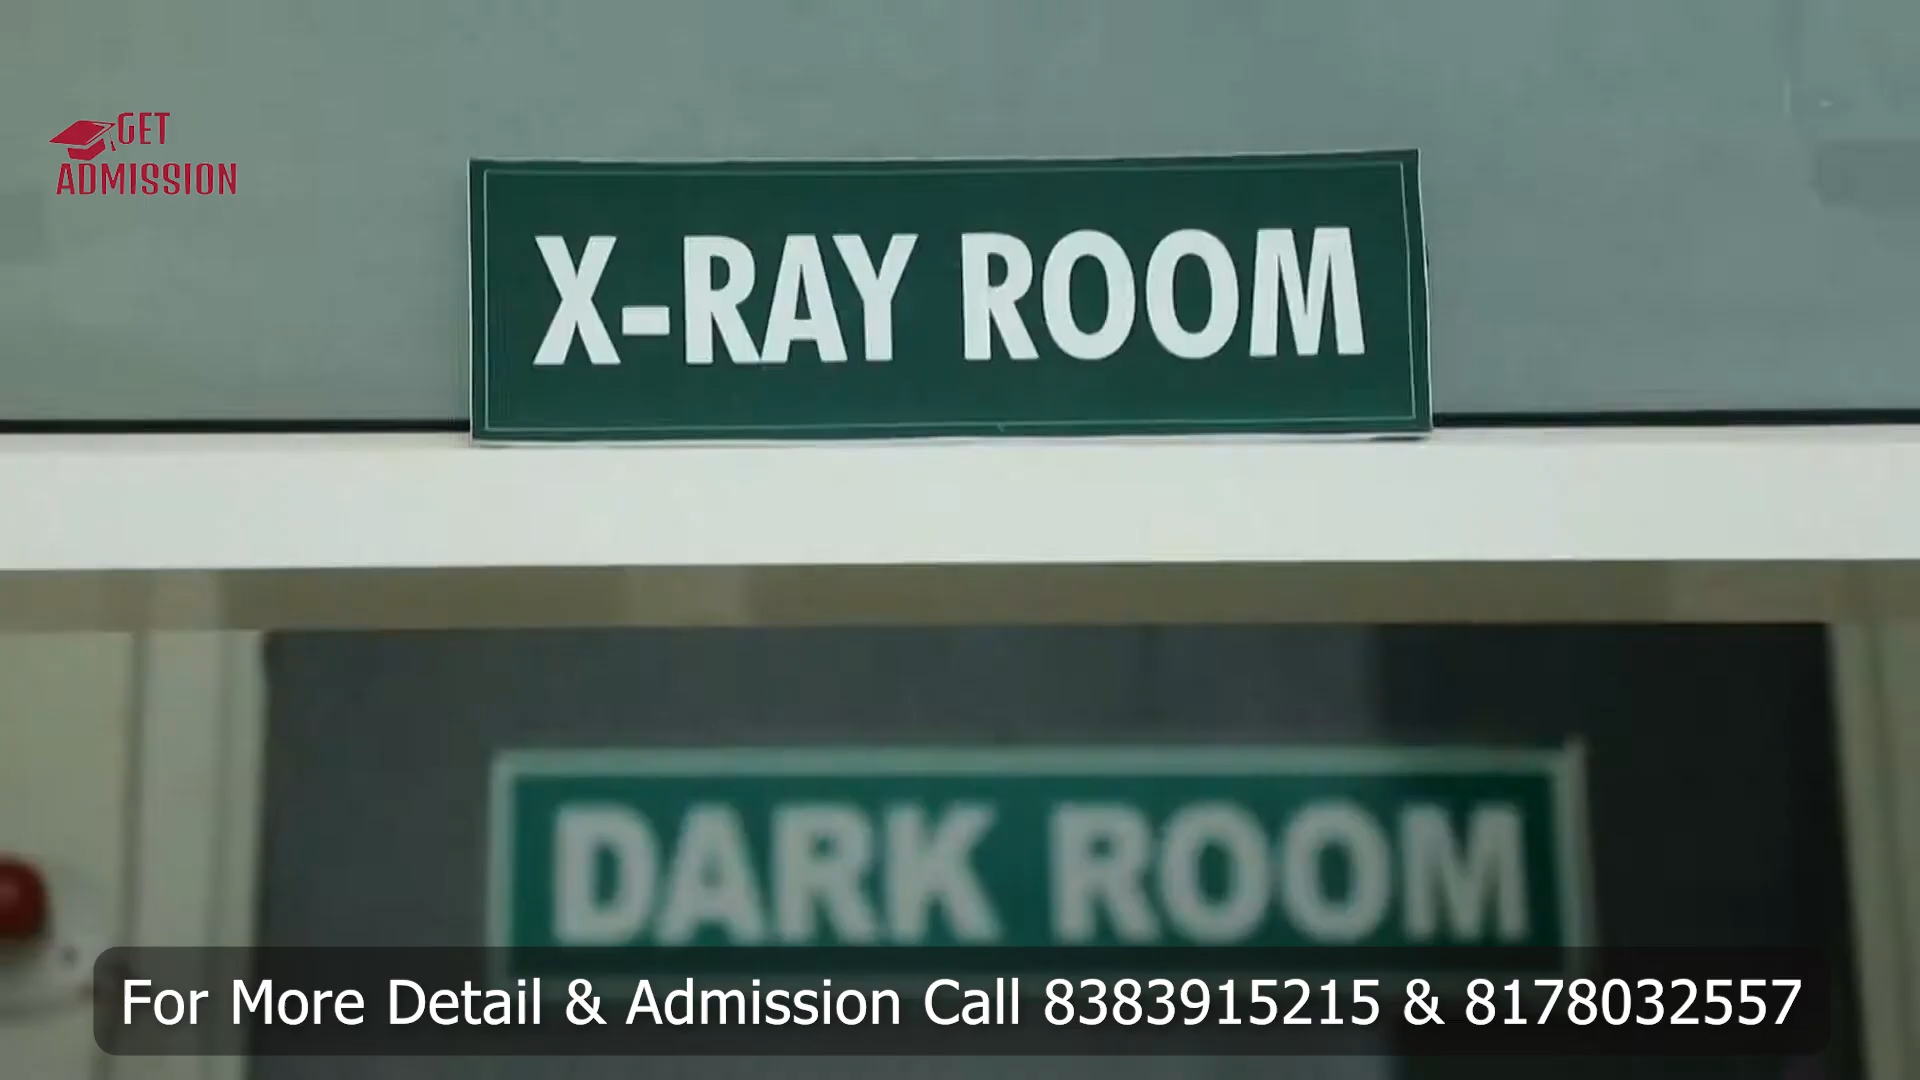 GET
ADMISSION
X-RAY ROOM
DARK ROOM
For More Detail & Admission Call 8383915215 & 8178032557